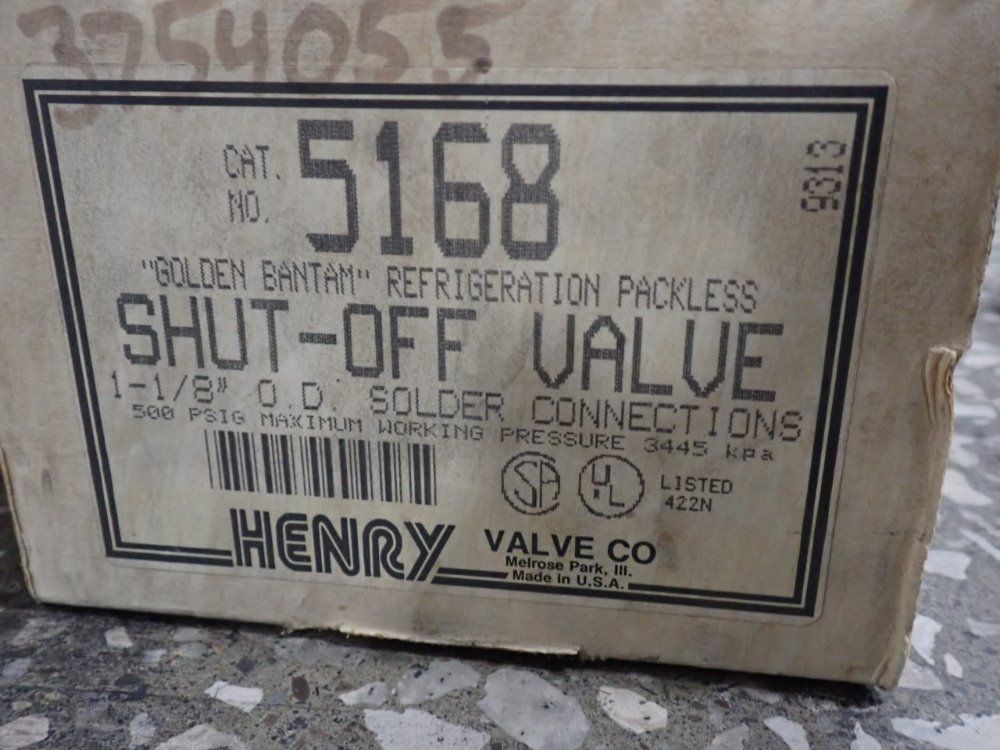 3754055
CAT. NO. 5168
9313
"GOLDEN BANTAM" REFRIGERATION PACKLESS
SHUT-OFF VALVE
1-1/8" O.D. SOLDER CONNECTIONS
500 PSIG MAXIMUM WORKING PRESSURE 3445 kpa
SA
U
R L
LISTED
422N
HENRY VALVE CO
Melrose Park, Ill.
Made in U.S.A.